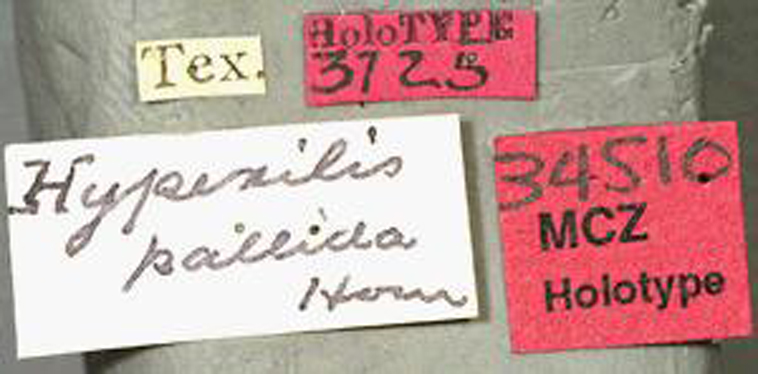 Tex.
HoloTYPE
3725
Hypexilis
pallida
Horn
34510
MCZ
Holotype